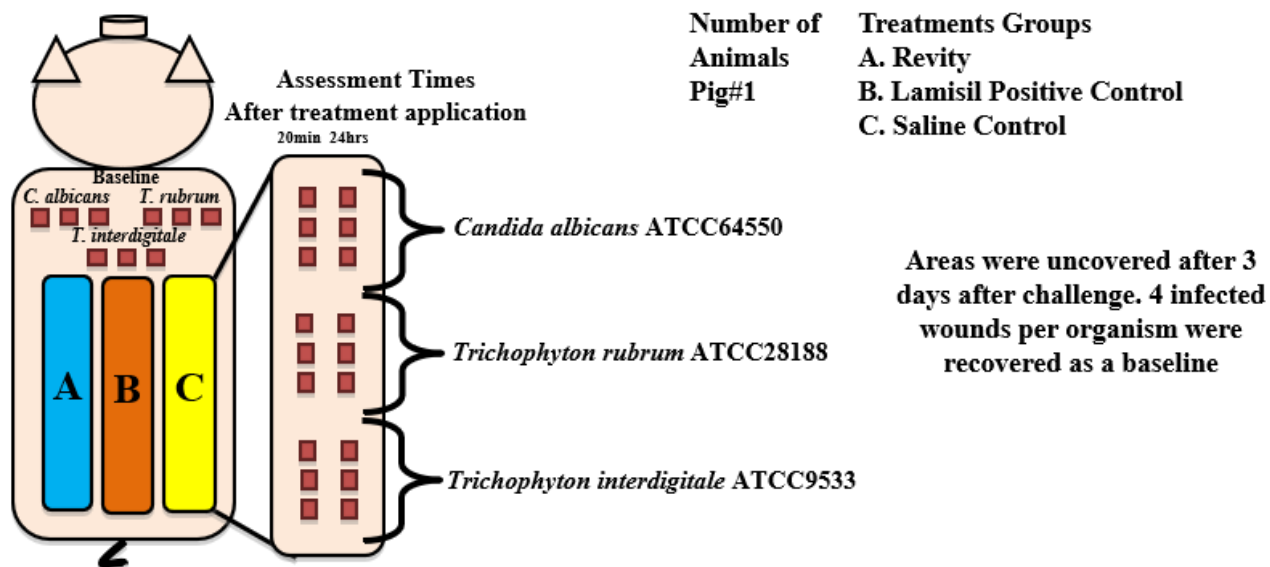 Number of
Animals
Pig#1
Treatments Groups
A. Revity
B. Lamisil Positive Control
C. Saline Control
Assessment Times
After treatment application
20min 24hrs
Baseline
C. albicans T. rubrum
T. interdigitale
A B C
Candida albicans ATCC64550
Trichophyton rubrum ATCC28188
Trichophyton interdigitale ATCC9533
Areas were uncovered after 3
days after challenge. 4 infected
wounds per organism were
recovered as a baseline